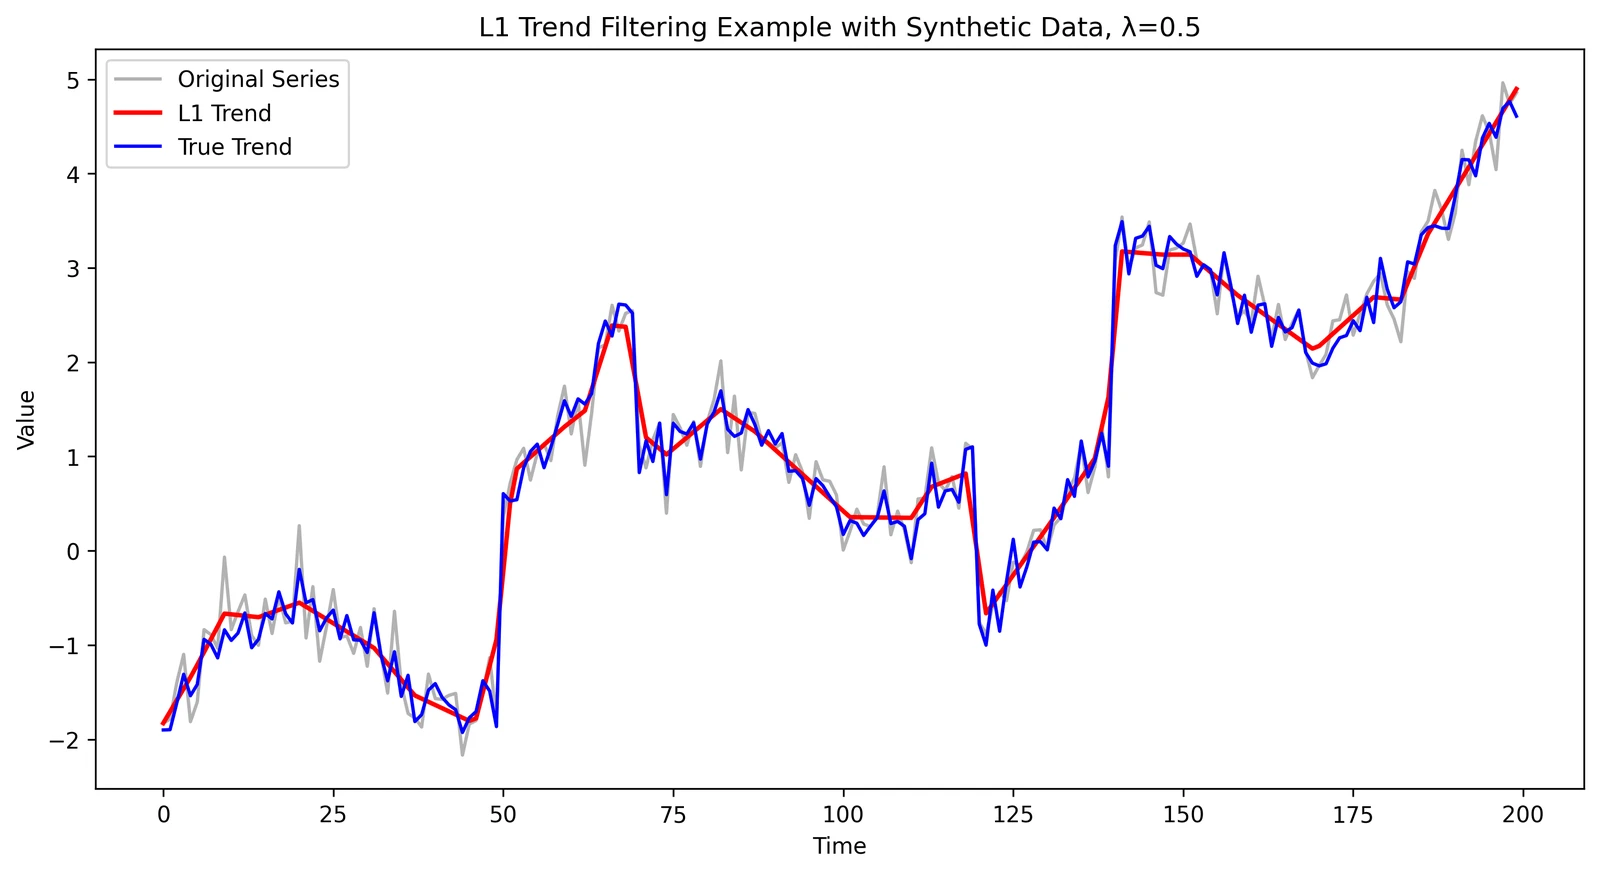 L1 Trend Filtering Example with Synthetic Data, λ=0.5
Original Series
L1 Trend
True Trend
5
4
3
2
1
0
−1
−2
Value
0 25 50 75 100 125 150 175 200
Time